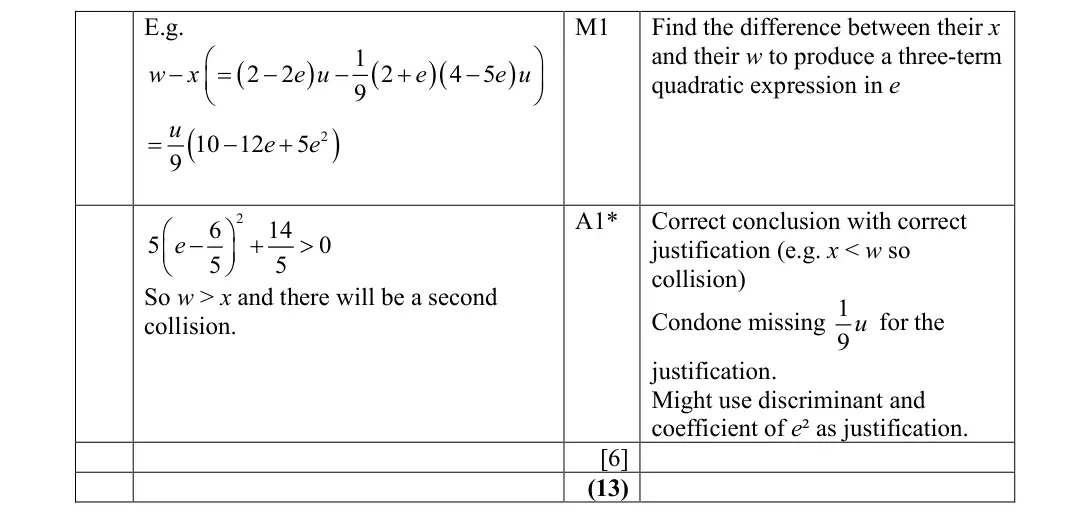 E.g.
w − x ( = (2 − 2e)u − 1/9 (2 + e)(4 − 5e)u )
= u/9 (10 − 12e + 5e²)
M1
Find the difference between their x
and their w to produce a three-term
quadratic expression in e
5(e − 6/5)² + 14/5 > 0
So w > x and there will be a second
collision.
A1*
Correct conclusion with correct
justification (e.g. x < w so
collision)
Condone missing 1/9 u for the
justification.
Might use discriminant and
coefficient of e² as justification.
[6]
(13)